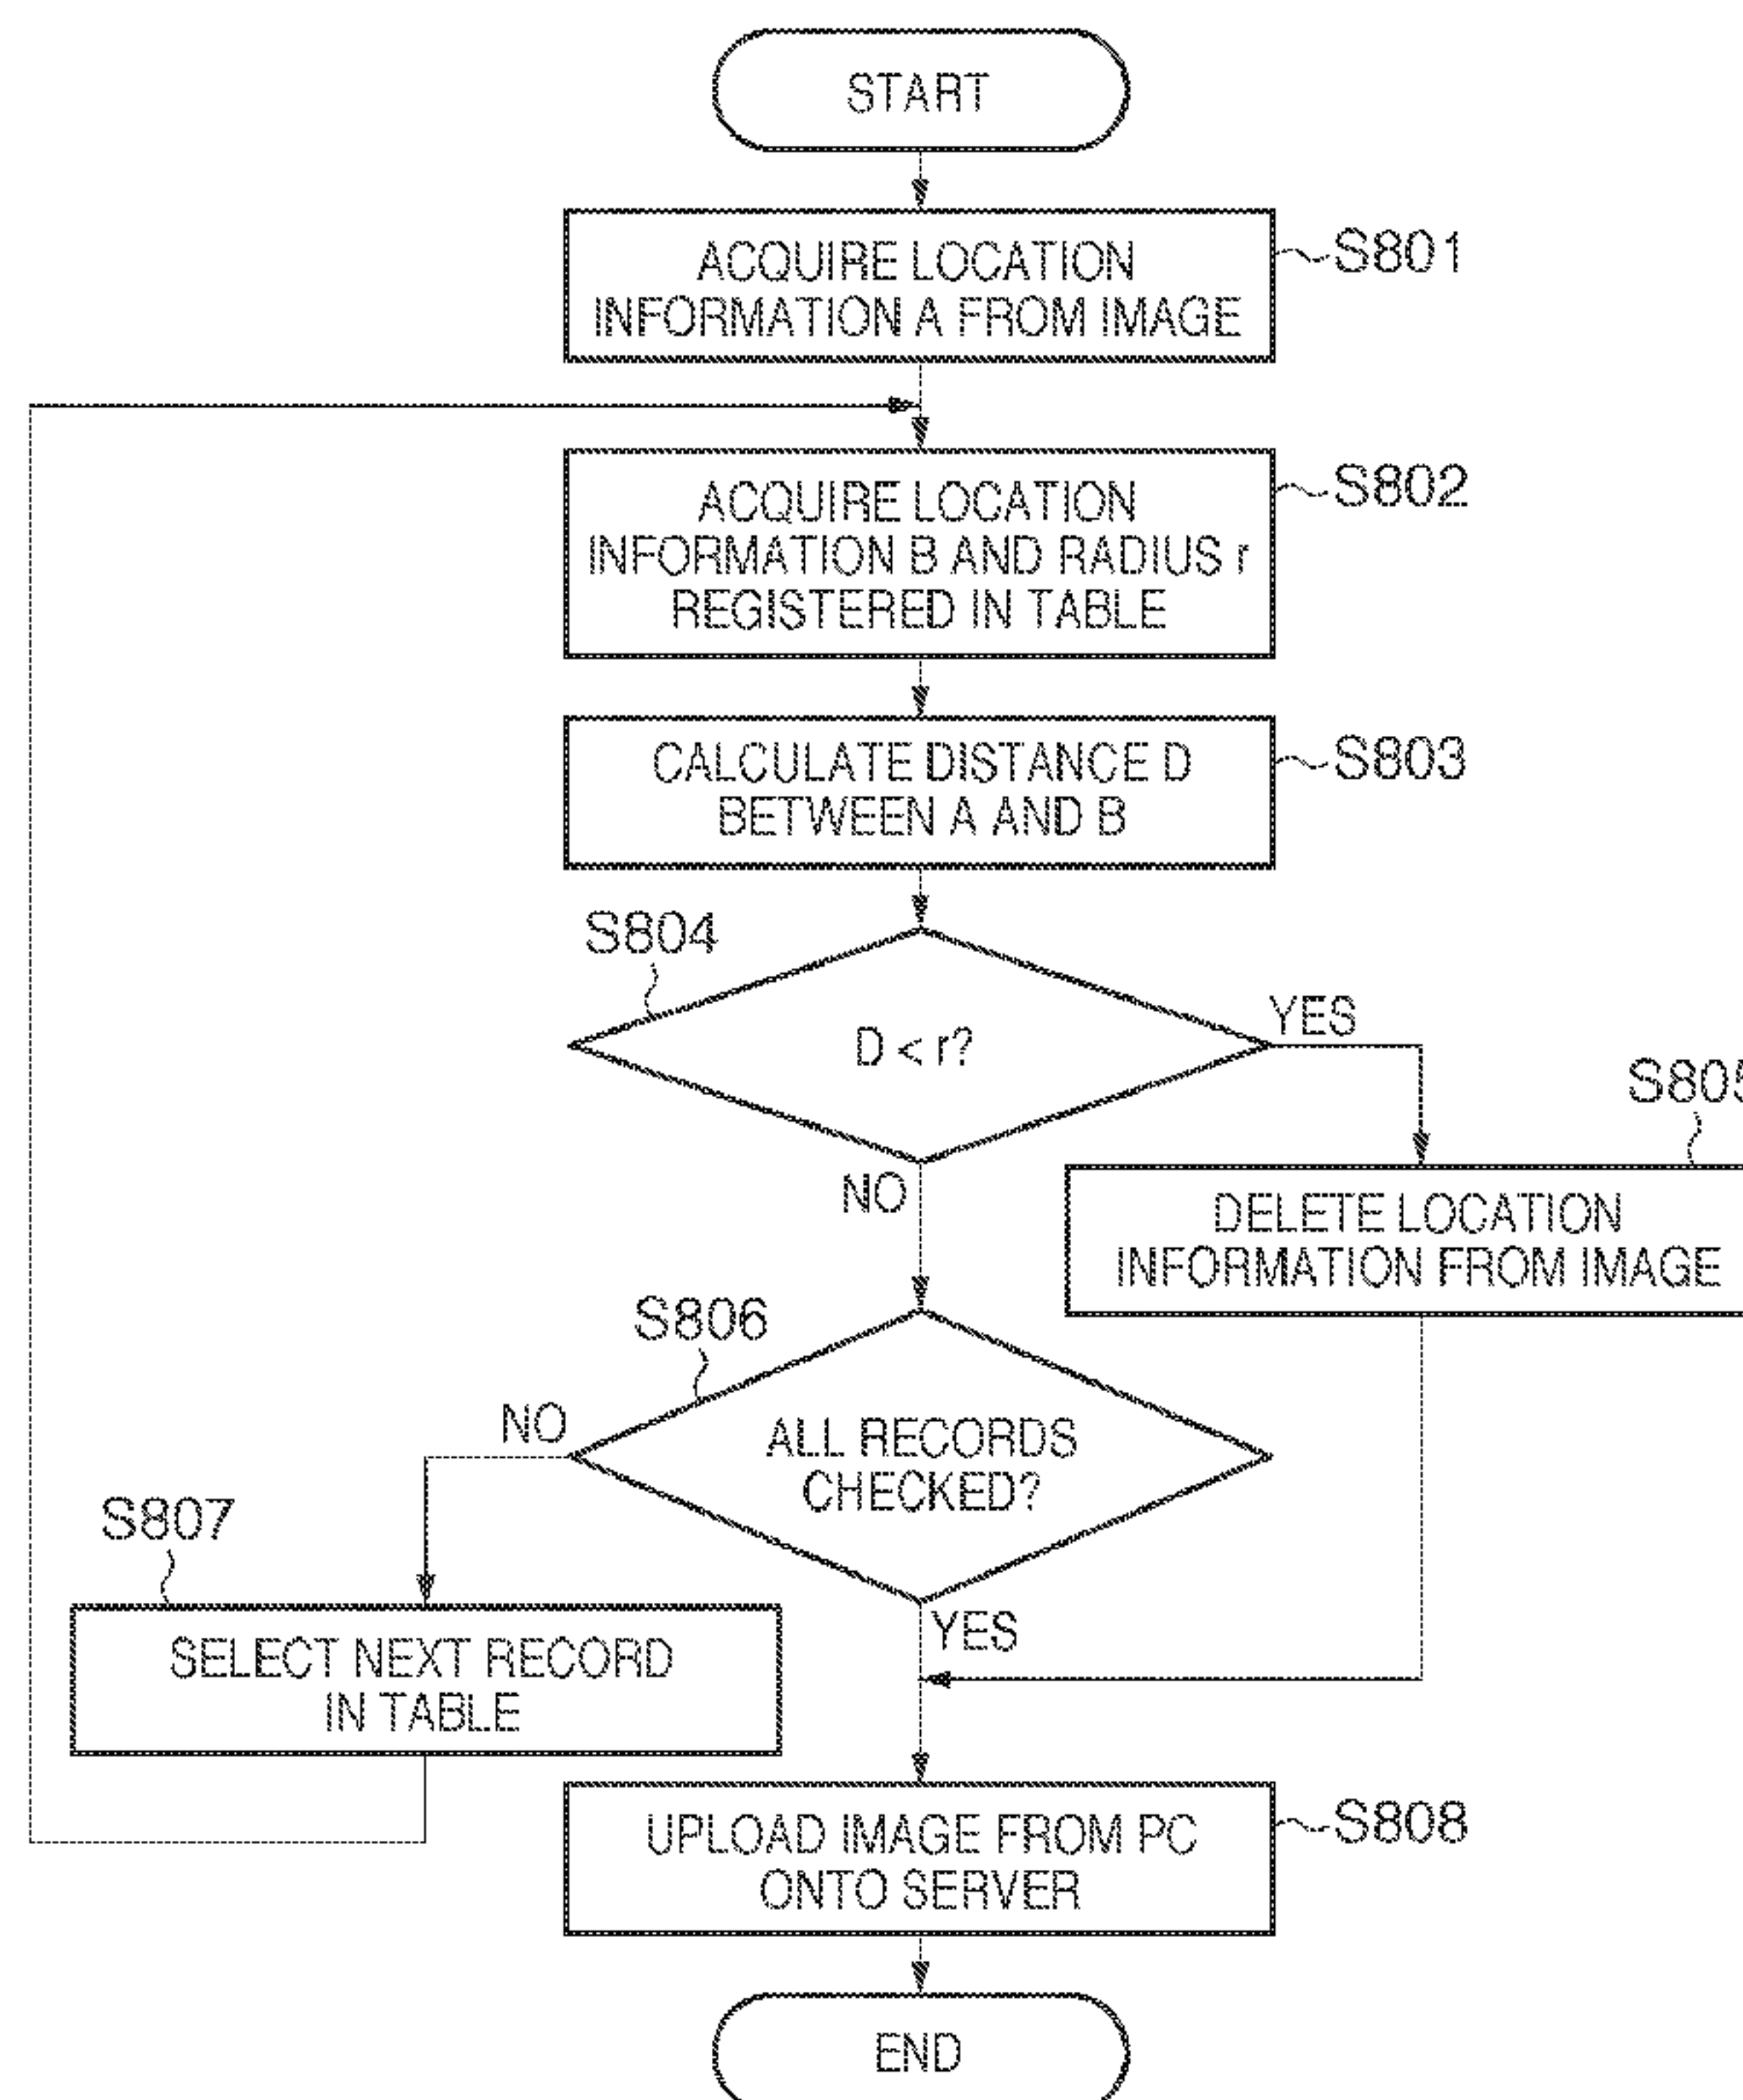 START
ACQUIRE LOCATION
INFORMATION A FROM IMAGE
S801
ACQUIRE LOCATION
INFORMATION B AND RADIUS r
REGISTERED IN TABLE
S802
CALCULATE DISTANCE D
BETWEEN A AND B
S803
S804
D < r?
YES
NO
S805
DELETE LOCATION
INFORMATION FROM IMAGE
S806
ALL RECORDS
CHECKED?
NO
YES
S807
SELECT NEXT RECORD
IN TABLE
UPLOAD IMAGE FROM PC
ONTO SERVER
S808
END